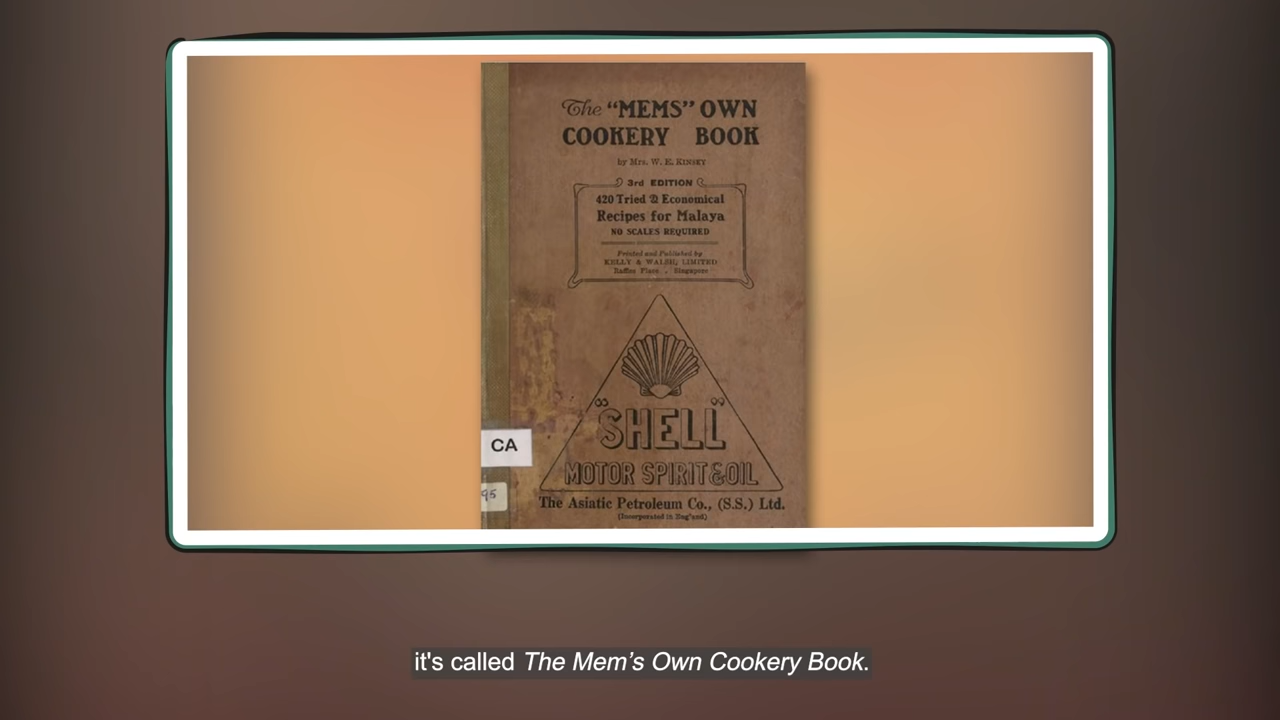 The “MEMS” OWN
COOKERY BOOK
by Mrs. W. E. KINSEY
3rd EDITION
420 Tried & Economical
Recipes for Malaya
NO SCALES REQUIRED
Printed and Published by
KELLY & WALSH, LIMITED
Raffles Place . Singapore
“SHELL”
MOTOR SPIRIT & OIL
The Asiatic Petroleum Co., (S.S.) Ltd.
(Incorporated in England)
CA
95
it's called The Mem’s Own Cookery Book.